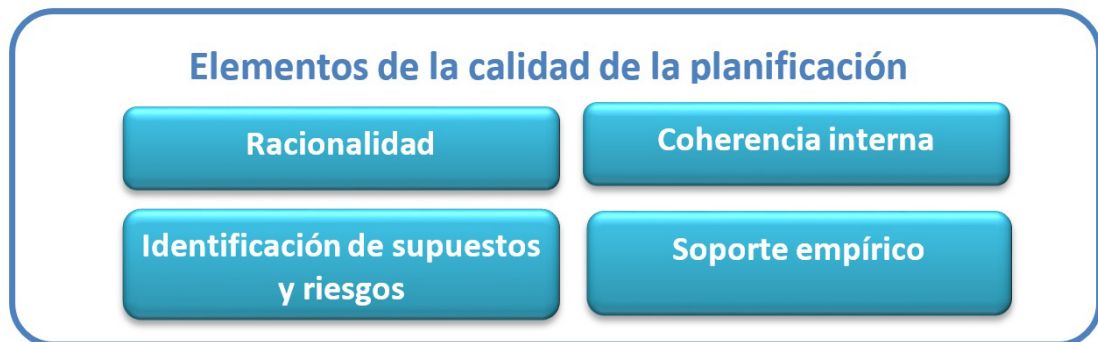 Elementos de la calidad de la planificación
Racionalidad
Coherencia interna
Identificación de supuestos
y riesgos
Soporte empírico